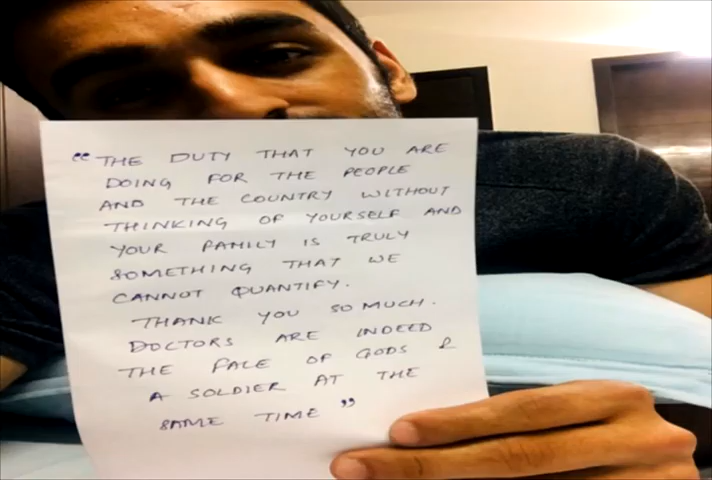 “THE DUTY THAT YOU ARE
DOING FOR THE PEOPLE
AND THE COUNTRY WITHOUT
THINKING OF YOURSELF AND
YOUR FAMILY IS TRULY
SOMETHING THAT WE
CANNOT QUANTIFY.
THANK YOU SO MUCH.
DOCTORS ARE INDEED
THE FACE OF GODS &
A SOLDIER AT THE
SAME TIME”